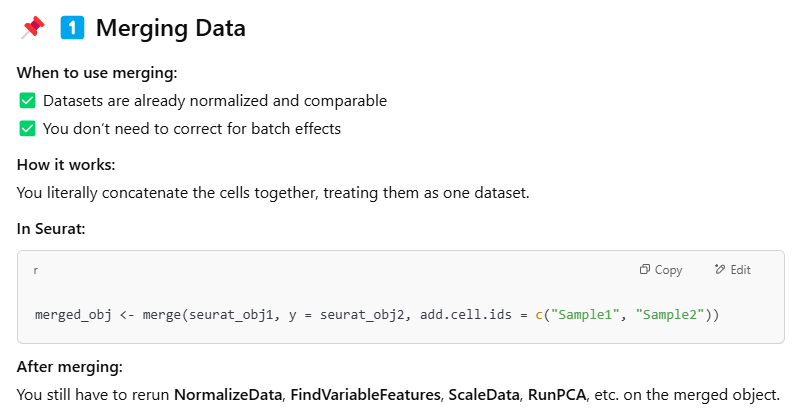 📌 1️⃣ Merging Data
When to use merging:
✅ Datasets are already normalized and comparable
✅ You don’t need to correct for batch effects
How it works:
You literally concatenate the cells together, treating them as one dataset.
In Seurat:
r Copy Edit
merged_obj <- merge(seurat_obj1, y = seurat_obj2, add.cell.ids = c("Sample1", "Sample2"))
After merging:
You still have to rerun NormalizeData, FindVariableFeatures, ScaleData, RunPCA, etc. on the merged object.